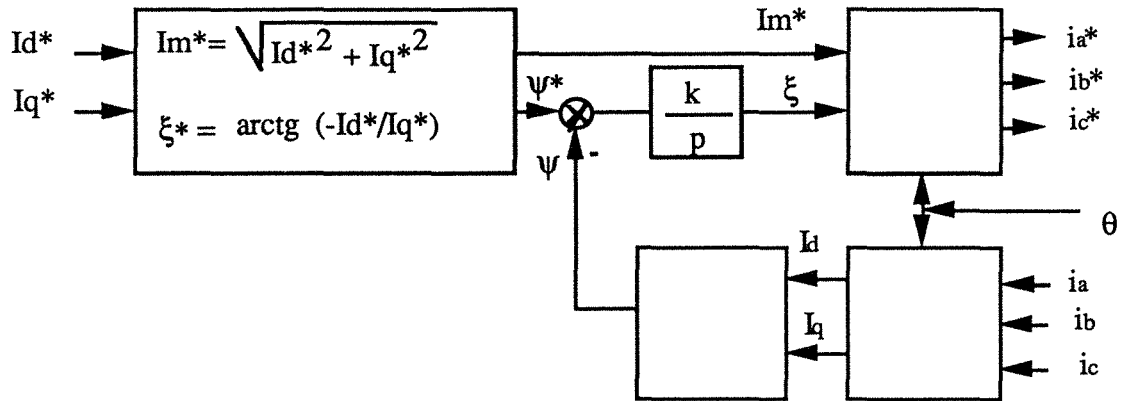 Id*
Iq*
Im*= √Id*² + Iq*²
ξ* = arctg (-Id*/Iq*)
Im*
ψ*
k
p
ξ
ia*
ib*
ic*
ψ
-
θ
Id
Iq
ia
ib
ic